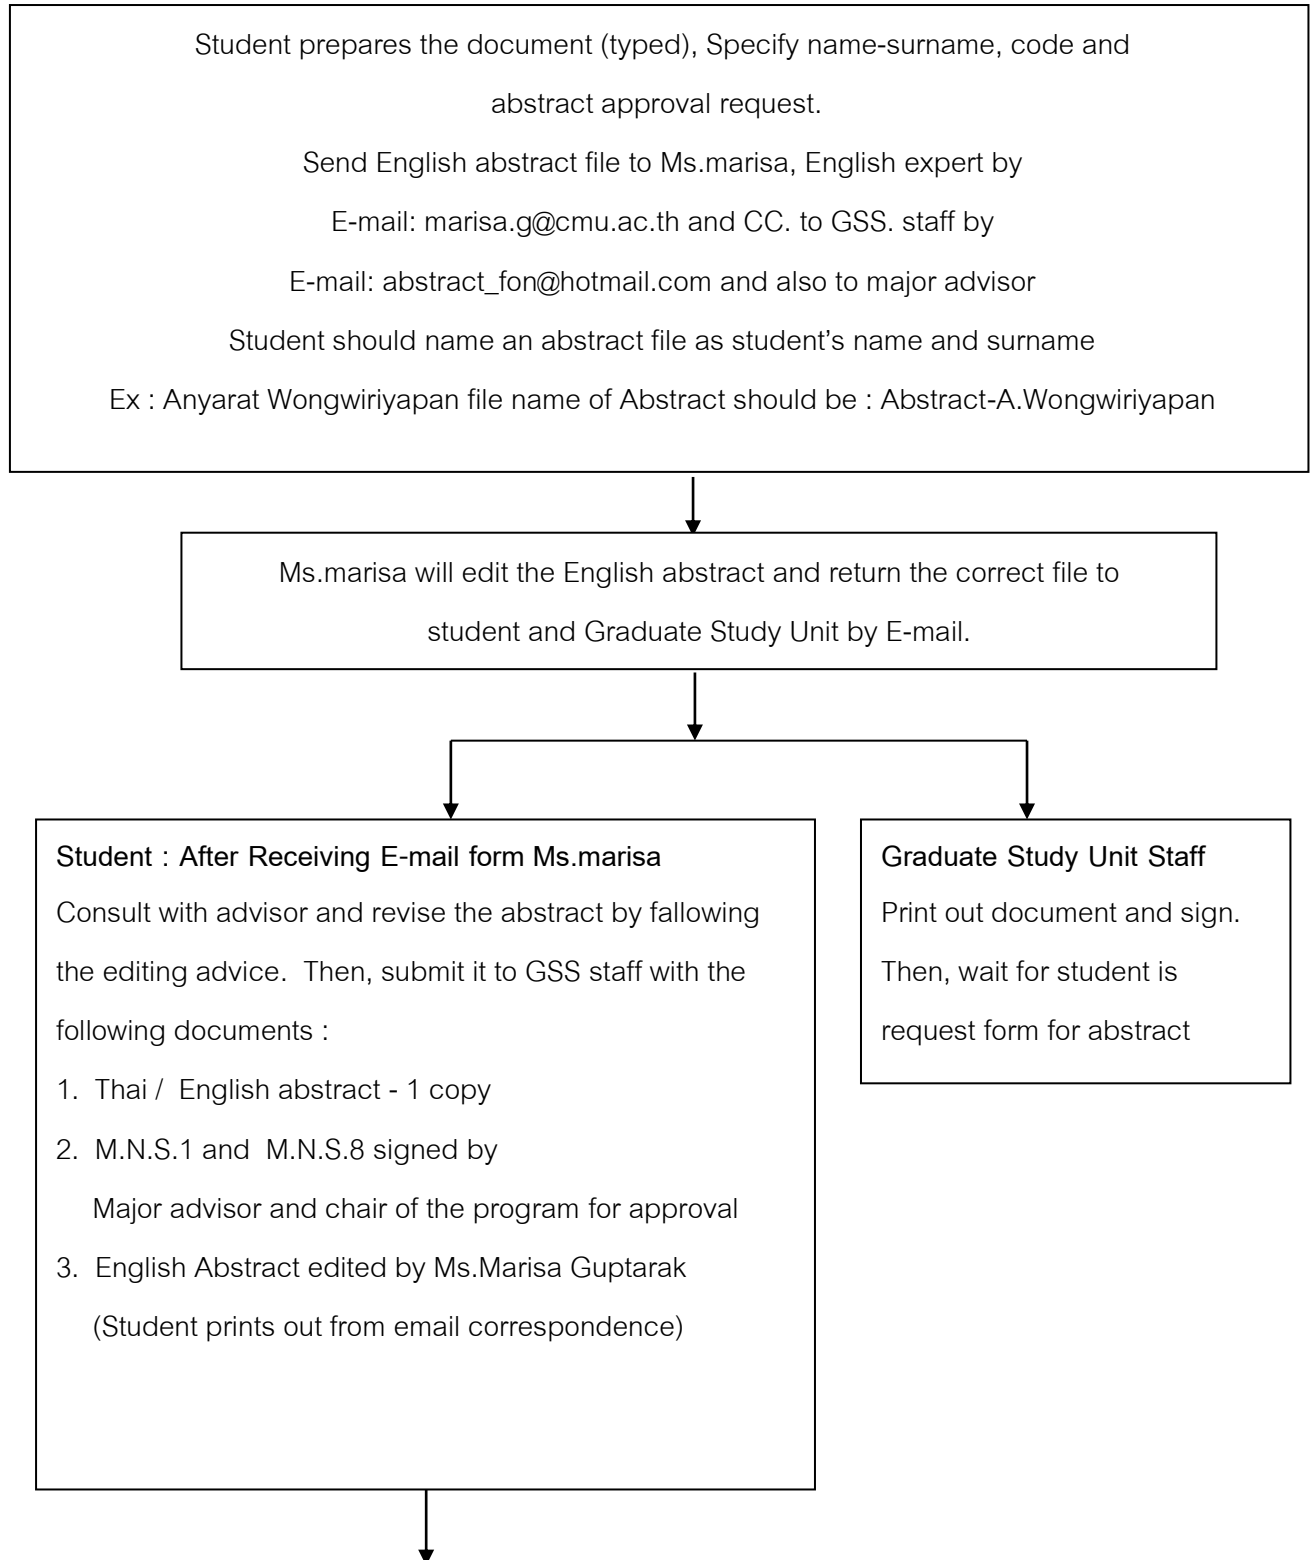 Student prepares the document (typed), Specify name-surname, code and
abstract approval request.
Send English abstract file to Ms.marisa, English expert by
E-mail: marisa.g@cmu.ac.th and CC. to GSS. staff by
E-mail: abstract_fon@hotmail.com and also to major advisor
Student should name an abstract file as student’s name and surname
Ex : Anyarat Wongwiriyapan file name of Abstract should be : Abstract-A.Wongwiriyapan
Ms.marisa will edit the English abstract and return the correct file to
student and Graduate Study Unit by E-mail.
Student : After Receiving E-mail form Ms.marisa
Consult with advisor and revise the abstract by fallowing
the editing advice. Then, submit it to GSS staff with the
following documents :
1. Thai / English abstract - 1 copy
2. M.N.S.1 and M.N.S.8 signed by
Major advisor and chair of the program for approval
3. English Abstract edited by Ms.Marisa Guptarak
(Student prints out from email correspondence)
Graduate Study Unit Staff
Print out document and sign.
Then, wait for student is
request form for abstract